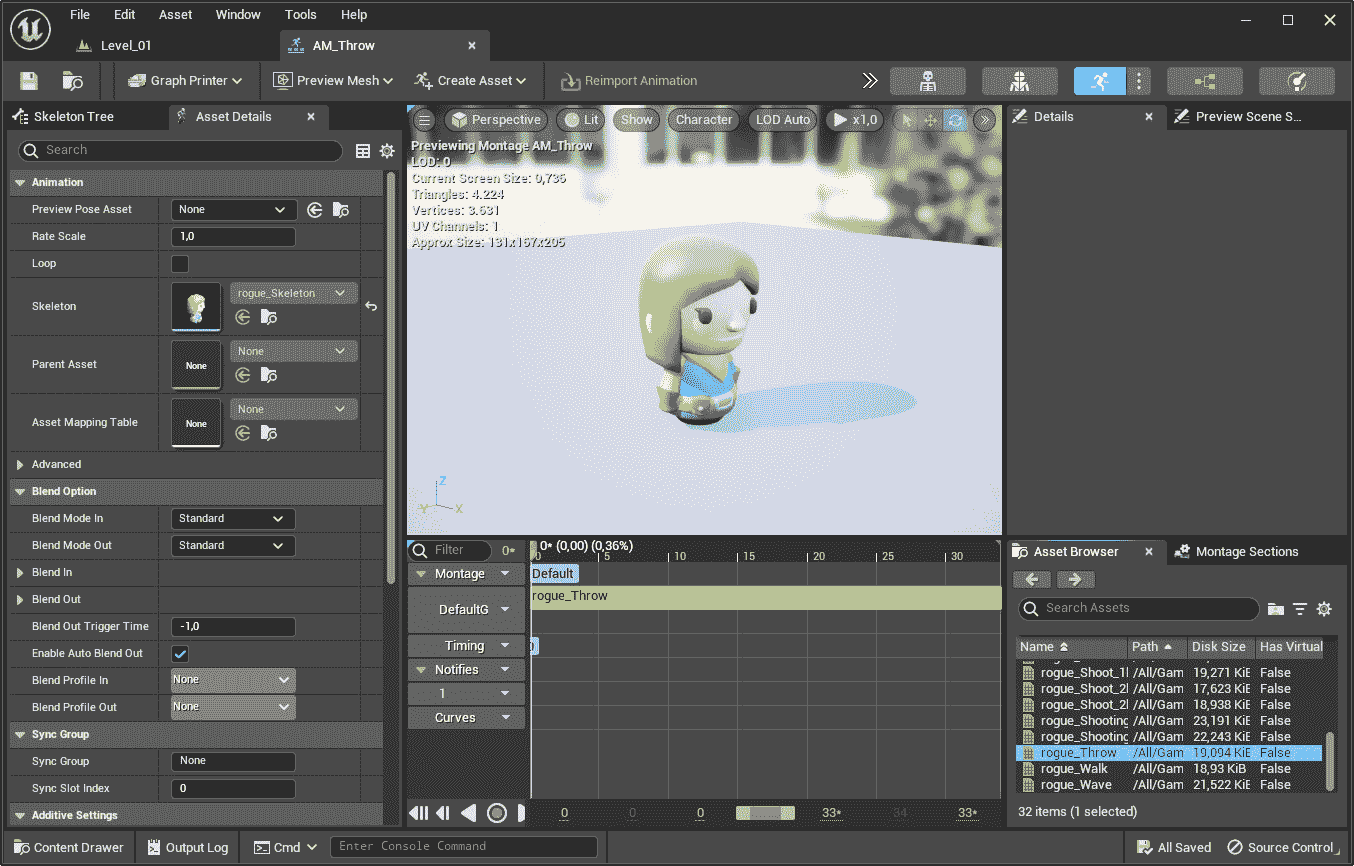 File Edit Asset Window Tools Help
Level_01
AM_Throw
Graph Printer
Preview Mesh
Create Asset
Reimport Animation
Skeleton Tree
Asset Details
Search
Animation
Preview Pose Asset None
Rate Scale 1,0
Loop
Skeleton rogue_Skeleton
Parent Asset None None
Asset Mapping Table None None
Advanced
Blend Option
Blend Mode In Standard
Blend Mode Out Standard
Blend In
Blend Out
Blend Out Trigger Time -1,0
Enable Auto Blend Out
Blend Profile In None
Blend Profile Out None
Sync Group
Sync Group None
Sync Slot Index 0
Additive Settings
Perspective Lit Show Character LOD Auto x1,0
Previewing Montage AM_Throw
LOD: 0
Current Screen Size: 0,736
Triangles: 4.224
Vertices: 3.631
UV Channels: 1
Approx Size: 131x167x205
Z
Y X
Filter 0* 0* (0,00) (0,36%)
0 5 10 15 20 25 30
Montage Default
DefaultG rogue_Throw
Timing
Notifies
1
Curves
0 0 0 33* 34 33*
Details
Preview Scene S...
Asset Browser
Montage Sections
Search Assets
Name Path Disk Size Has Virtual
rogue_Shoot_1 /All/Gam 19,271 KiB False
rogue_Shoot_2 /All/Gam 17,623 KiB False
rogue_Shoot_2 /All/Gam 18,938 KiB False
rogue_Shooting /All/Gam 23,191 KiB False
rogue_Shooting /All/Gam 22,243 KiB False
rogue_Throw /All/Gam 19,094 KiB False
rogue_Walk /All/Gam 18,93 KiB False
rogue_Wave /All/Gam 21,522 KiB False
32 items (1 selected)
Content Drawer
Output Log
Cmd
Enter Console Command
All Saved
Source Control